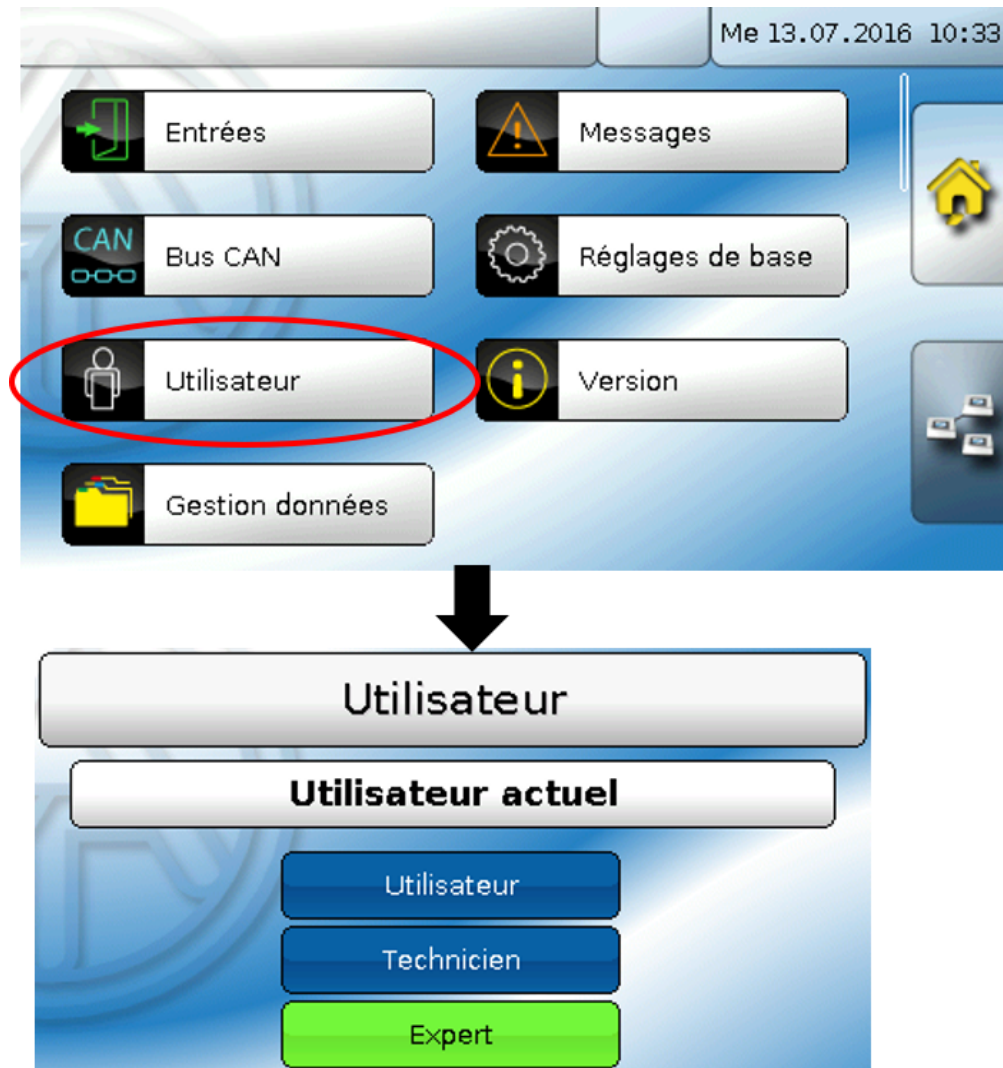 Me 13.07.2016 10:33
Entrées
Messages
CAN
Bus CAN
Réglages de base
Utilisateur
Version
Gestion données
Utilisateur
Utilisateur actuel
Utilisateur
Technicien
Expert